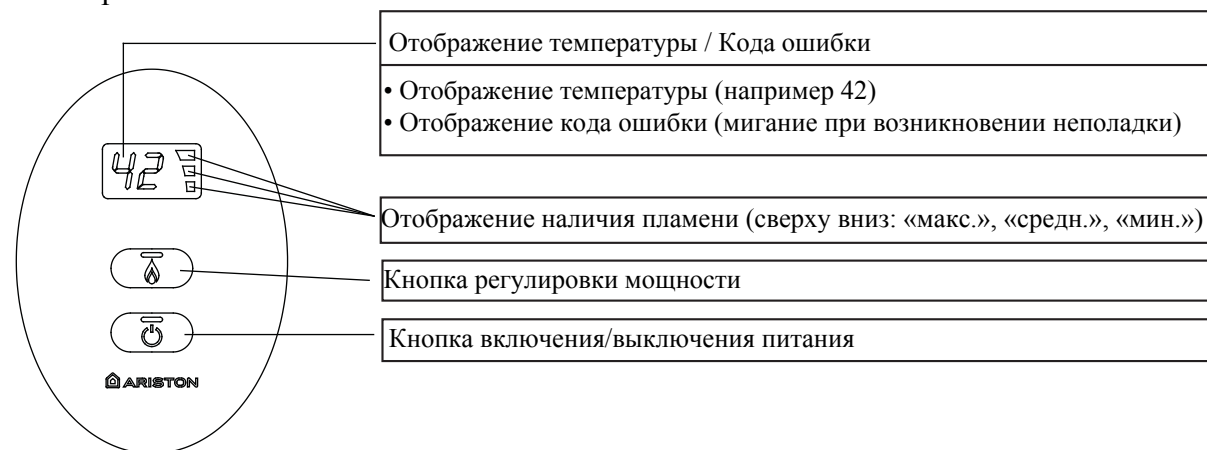 Отображение температуры / Кода ошибки
• Отображение температуры (например 42)
• Отображение кода ошибки (мигание при возникновении неполадки)
42
Отображение наличия пламени (сверху вниз: «макс.», «средн.», «мин.»)
Кнопка регулировки мощности
Кнопка включения/выключения питания
ARISTON